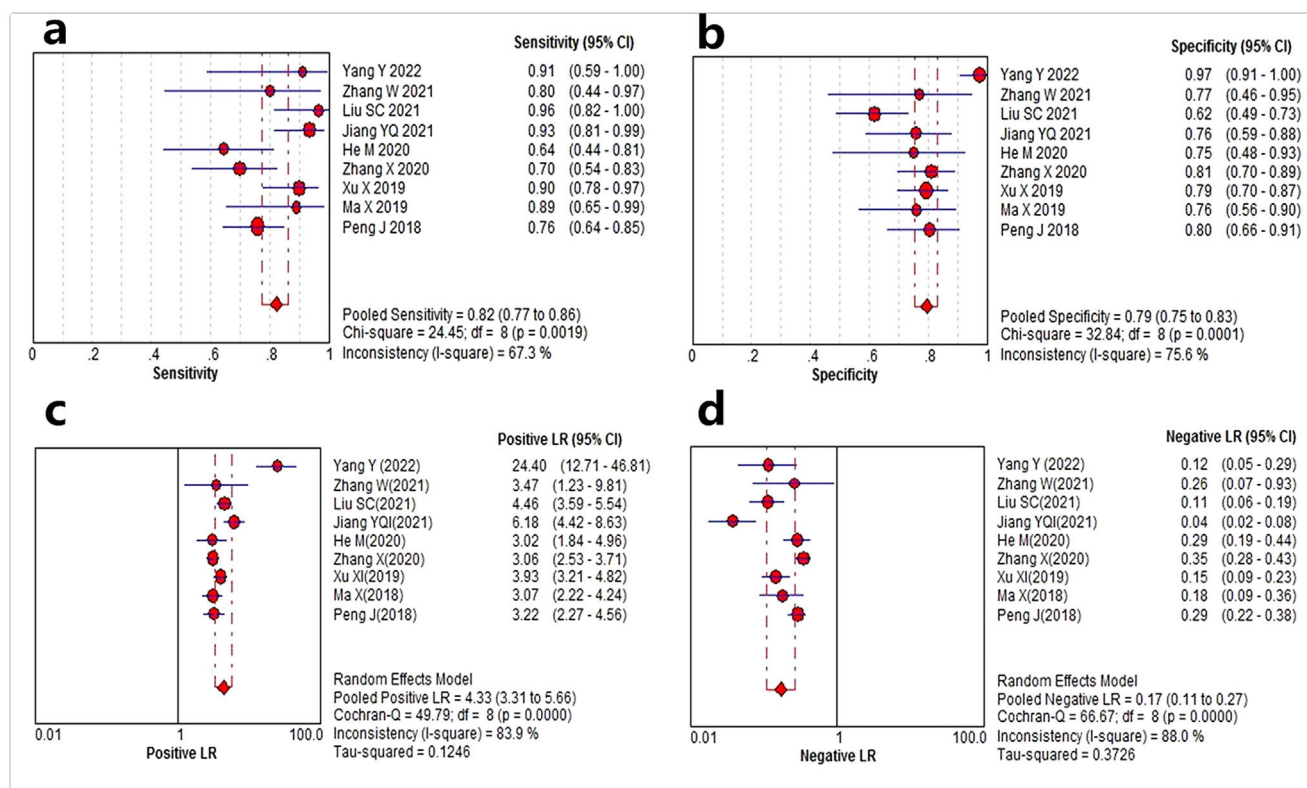 a
Sensitivity (95% CI)
Yang Y 2022 0.91 (0.59 - 1.00)
Zhang W 2021 0.80 (0.44 - 0.97)
Liu SC 2021 0.96 (0.82 - 1.00)
Jiang YQ 2021 0.93 (0.81 - 0.99)
He M 2020 0.64 (0.44 - 0.81)
Zhang X 2020 0.70 (0.54 - 0.83)
Xu X 2019 0.90 (0.78 - 0.97)
Ma X 2019 0.89 (0.65 - 0.99)
Peng J 2018 0.76 (0.64 - 0.85)
Pooled Sensitivity = 0.82 (0.77 to 0.86)
Chi-square = 24.45; df = 8 (p = 0.0019)
Inconsistency (I-square) = 67.3 %
0 .2 .4 .6 .8 1
Sensitivity
b
Specificity (95% CI)
Yang Y 2022 0.97 (0.91 - 1.00)
Zhang W 2021 0.77 (0.46 - 0.95)
Liu SC 2021 0.62 (0.49 - 0.73)
Jiang YQ 2021 0.76 (0.59 - 0.88)
He M 2020 0.75 (0.48 - 0.93)
Zhang X 2020 0.81 (0.70 - 0.89)
Xu X 2019 0.79 (0.70 - 0.87)
Ma X 2019 0.76 (0.56 - 0.90)
Peng J 2018 0.80 (0.66 - 0.91)
Pooled Specificity = 0.79 (0.75 to 0.83)
Chi-square = 32.84; df = 8 (p = 0.0001)
Inconsistency (I-square) = 75.6 %
0 .2 .4 .6 .8 1
Specificity
c
Positive LR (95% CI)
Yang Y (2022) 24.40 (12.71 - 46.81)
Zhang W(2021) 3.47 (1.23 - 9.81)
Liu SC(2021) 4.46 (3.59 - 5.54)
Jiang YQI(2021) 6.18 (4.42 - 8.63)
He M(2020) 3.02 (1.84 - 4.96)
Zhang X(2020) 3.06 (2.53 - 3.71)
Xu XI(2019) 3.93 (3.21 - 4.82)
Ma X(2018) 3.07 (2.22 - 4.24)
Peng J(2018) 3.22 (2.27 - 4.56)
Random Effects Model
Pooled Positive LR = 4.33 (3.31 to 5.66)
Cochran-Q = 49.79; df = 8 (p = 0.0000)
Inconsistency (I-square) = 83.9 %
Tau-squared = 0.1246
0.01 1 100.0
Positive LR
d
Negative LR (95% CI)
Yang Y (2022) 0.12 (0.05 - 0.29)
Zhang W(2021) 0.26 (0.07 - 0.93)
Liu SC(2021) 0.11 (0.06 - 0.19)
Jiang YQI(2021) 0.04 (0.02 - 0.08)
He M(2020) 0.29 (0.19 - 0.44)
Zhang X(2020) 0.35 (0.28 - 0.43)
Xu XI(2019) 0.15 (0.09 - 0.23)
Ma X(2018) 0.18 (0.09 - 0.36)
Peng J(2018) 0.29 (0.22 - 0.38)
Random Effects Model
Pooled Negative LR = 0.17 (0.11 to 0.27)
Cochran-Q = 66.67; df = 8 (p = 0.0000)
Inconsistency (I-square) = 88.0 %
Tau-squared = 0.3726
0.01 1 100.0
Negative LR